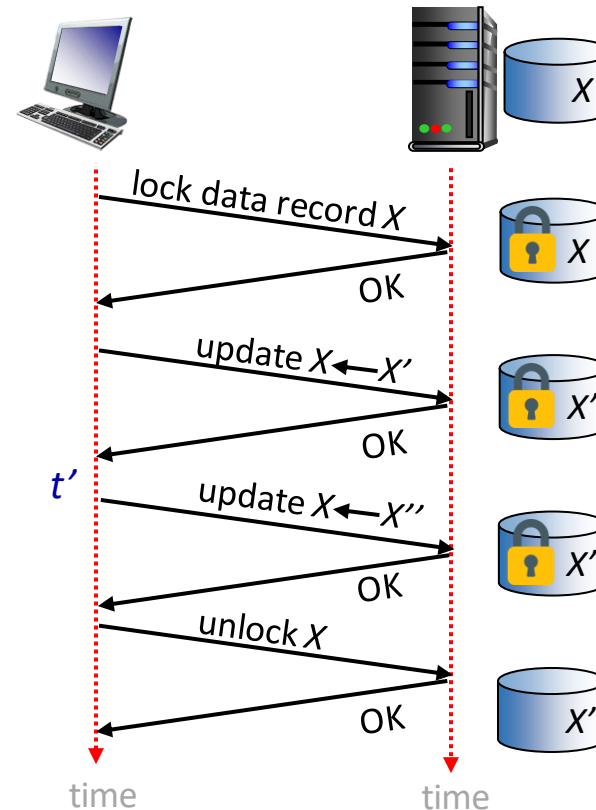 X
lock data record X
X
OK
update X X’
X’
OK
t’
update X X’’
X’
OK
unlock X
X’
OK
time
time